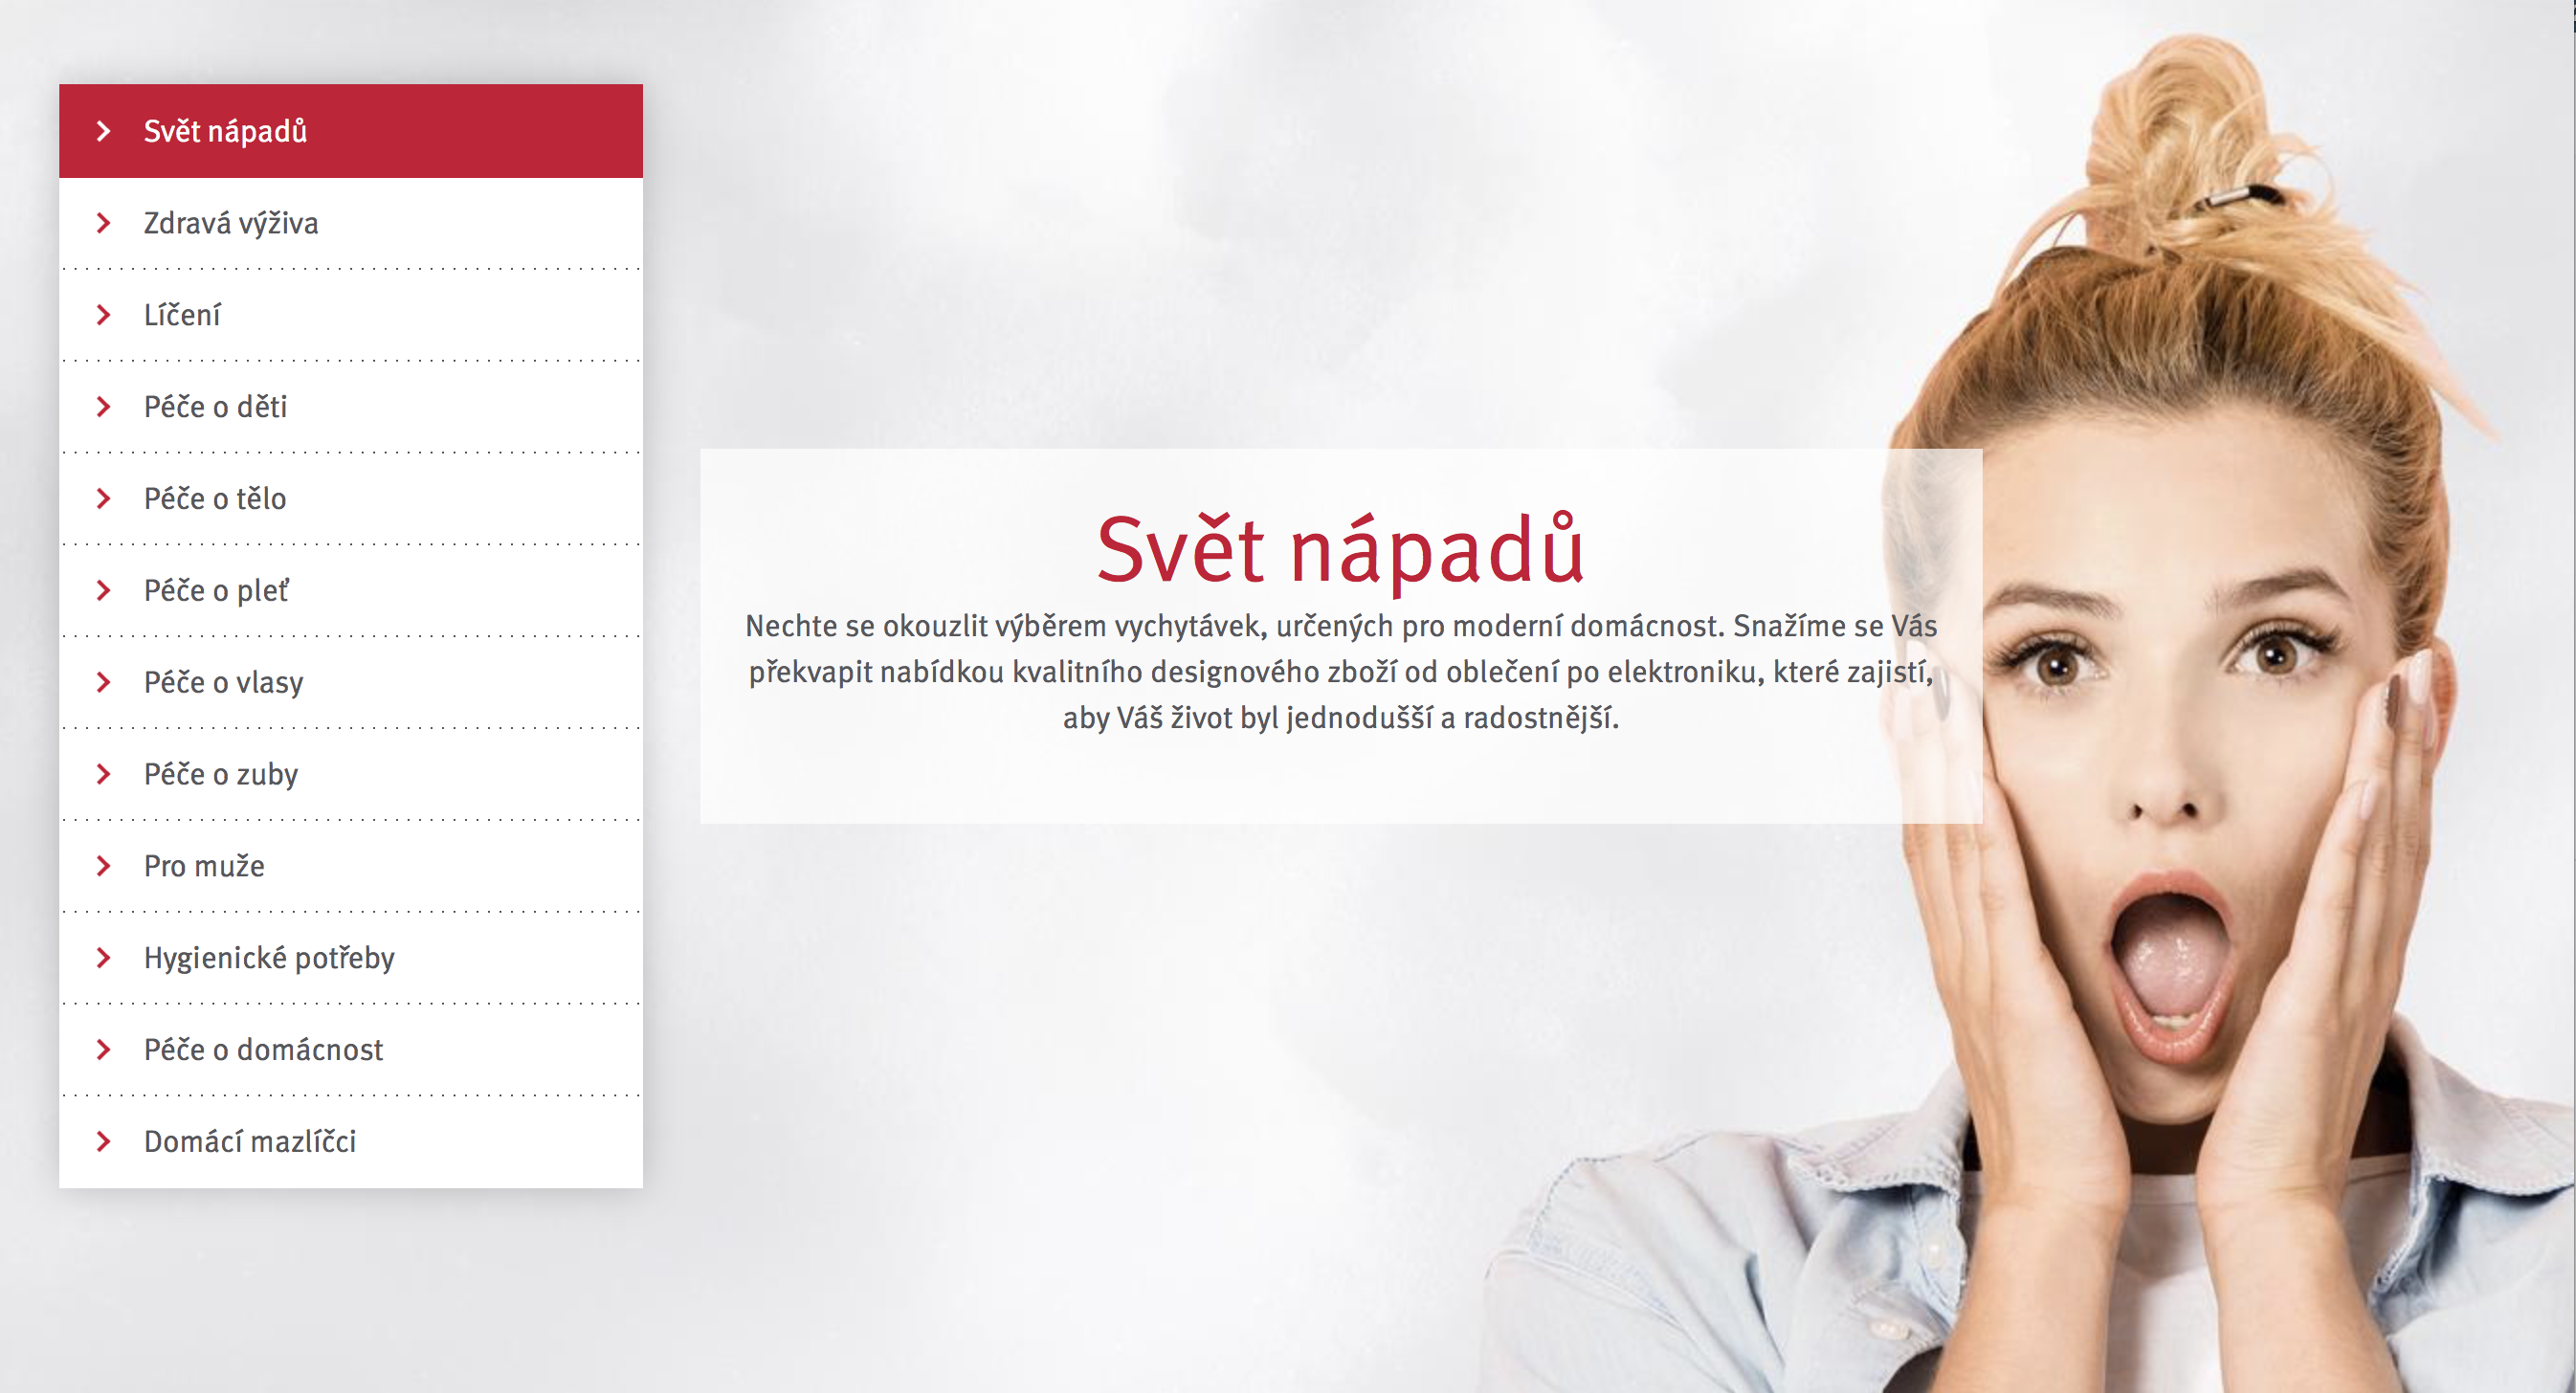 Svět nápadů
Zdravá výživa
Líčení
Péče o děti
Péče o tělo
Péče o pleť
Péče o vlasy
Péče o zuby
Pro muže
Hygienické potřeby
Péče o domácnost
Domácí mazlíčci
Svět nápadů
Nechte se okouzlit výběrem vychytávek, určených pro moderní domácnost. Snažíme se Vás
překvapit nabídkou kvalitního designového zboží od oblečení po elektroniku, které zajistí,
aby Váš život byl jednodušší a radostnější.